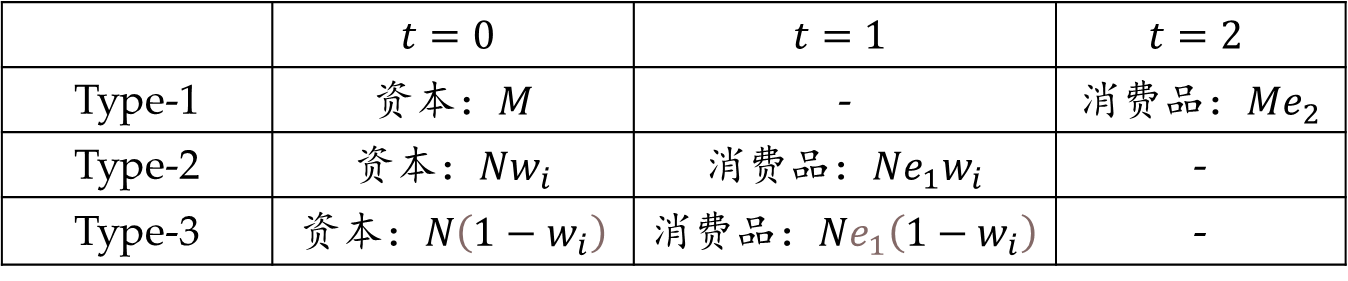 t = 0 t = 1 t = 2
Type-1 资本：M - 消费品：Me₂
Type-2 资本：Nwᵢ 消费品：Ne₁wᵢ -
Type-3 资本：N(1 − wᵢ) 消费品：Ne₁(1 − wᵢ) -